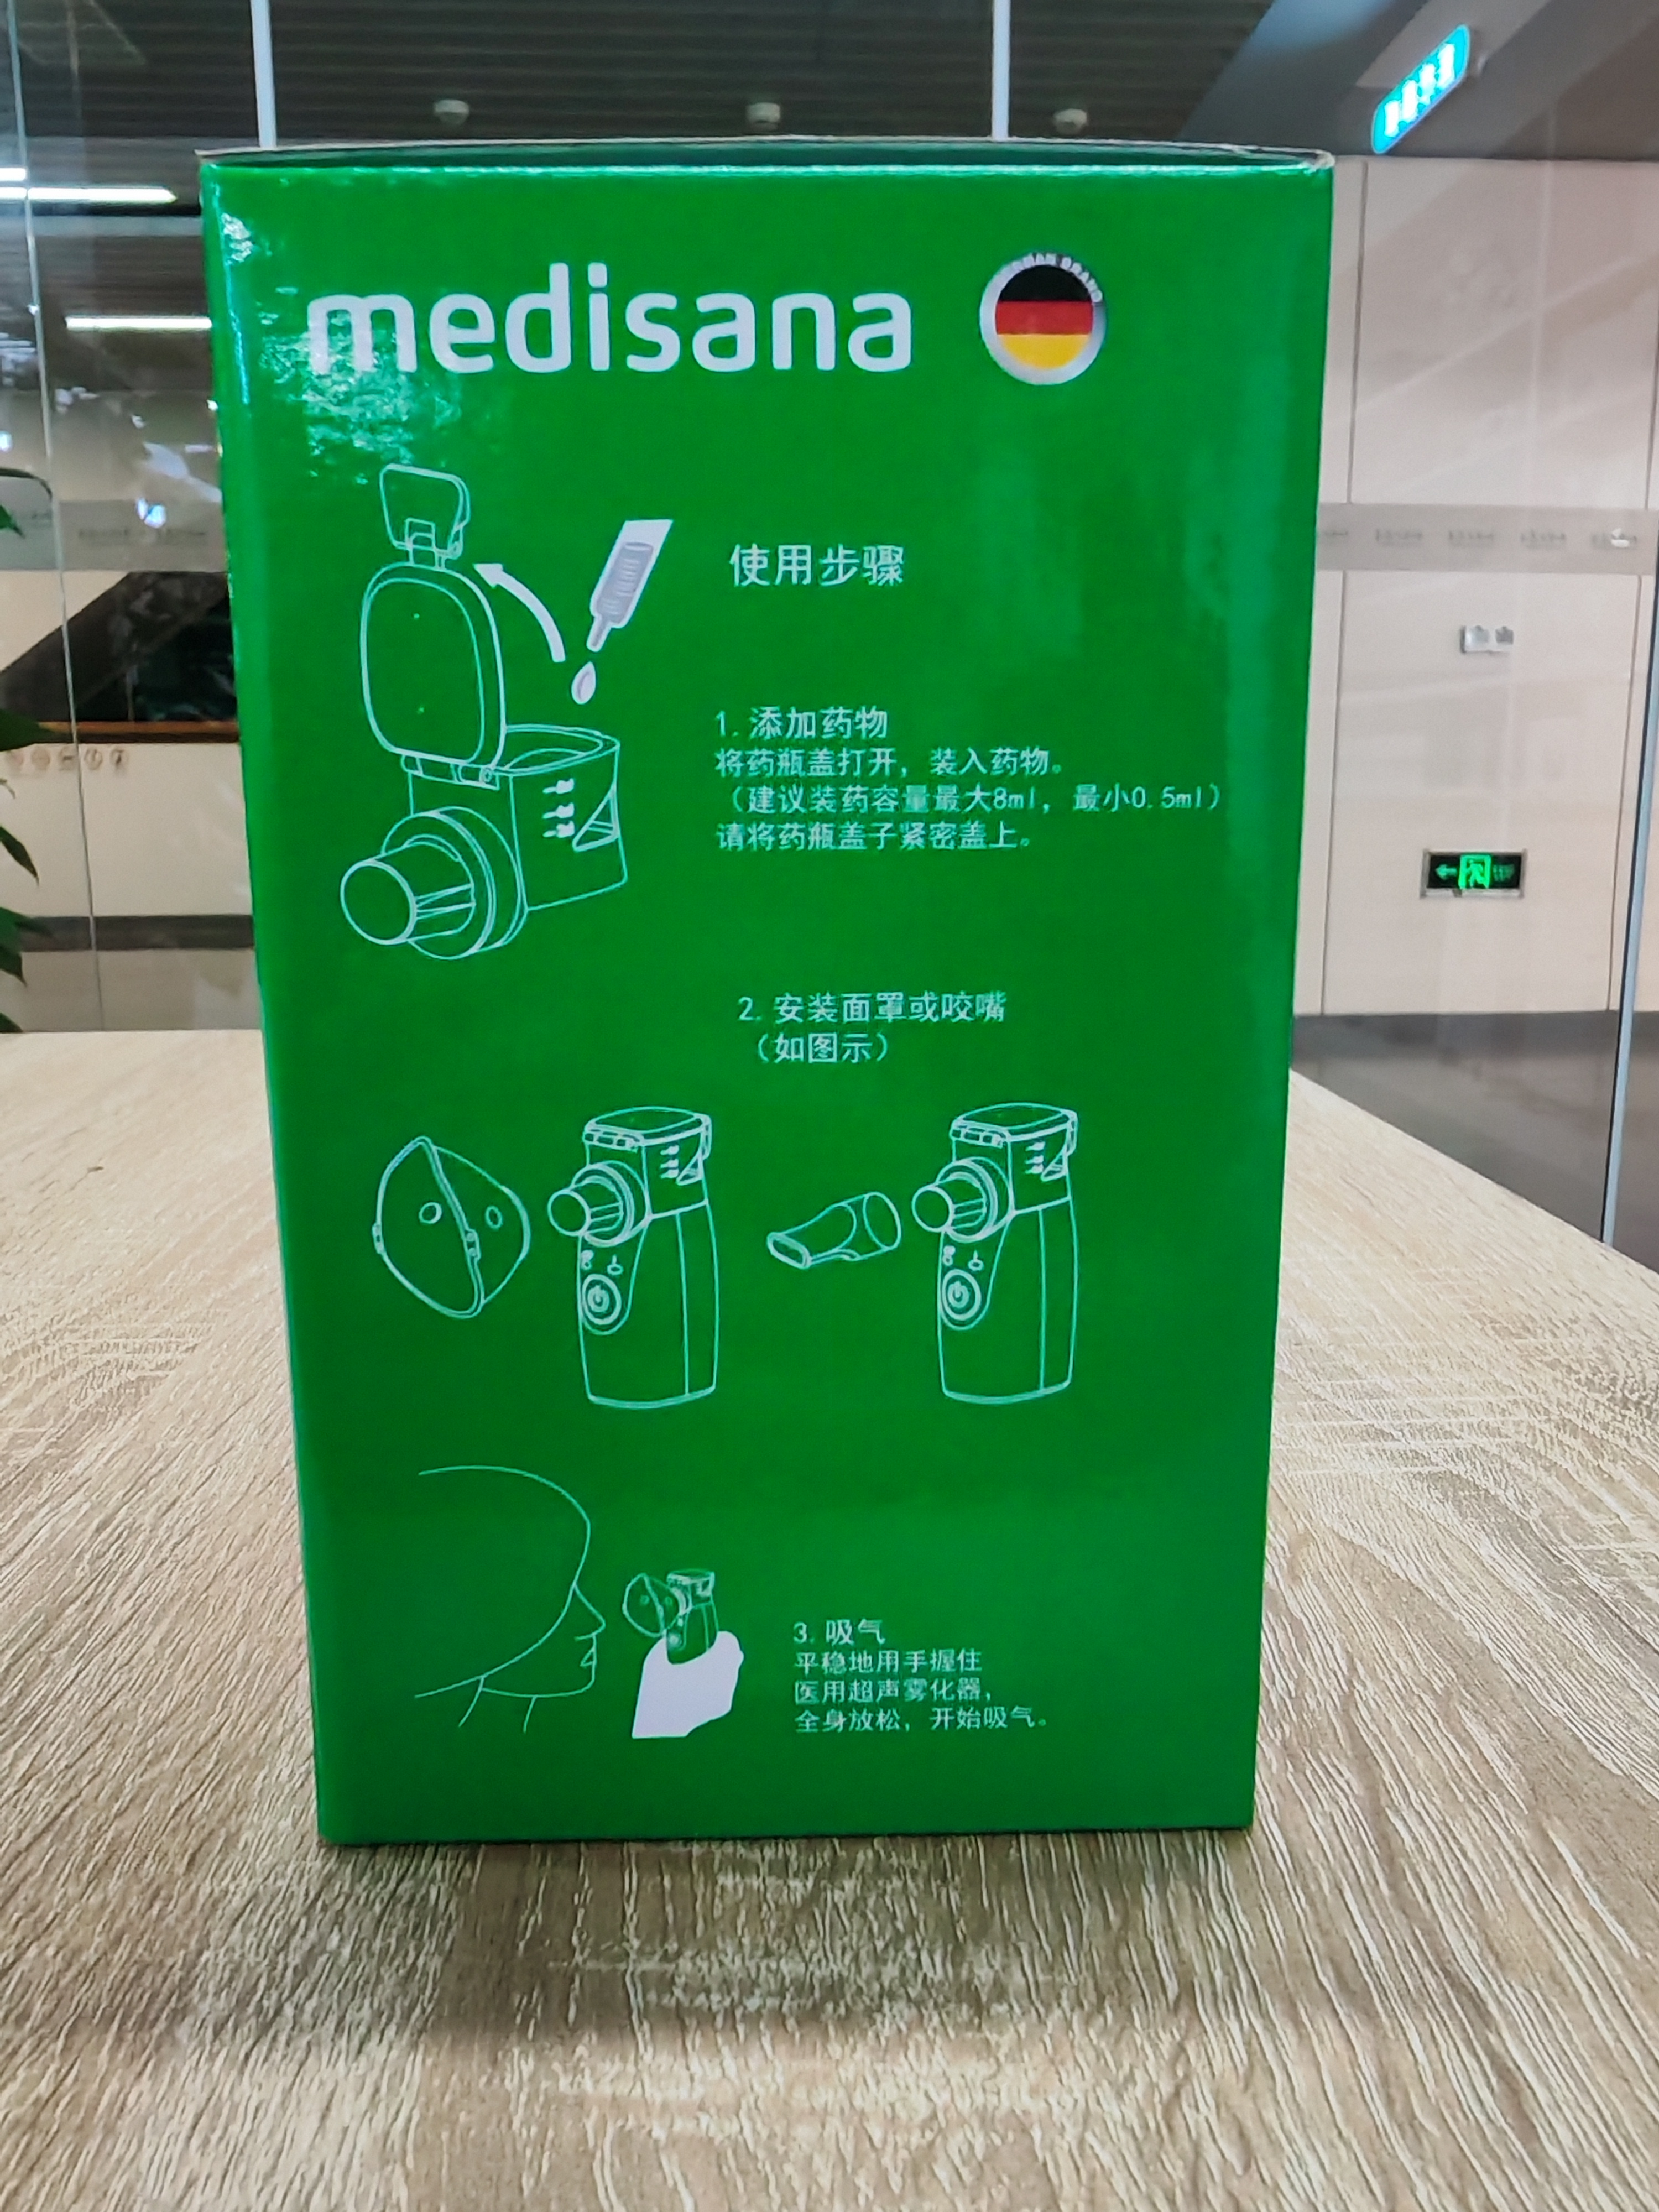 medisana
使用步骤
1. 添加药物
将药瓶盖打开，装入药物。
（建议装药容量最大8ml，最小0.5ml）
请将药瓶盖子紧密盖上。
2. 安装面罩或咬嘴
（如图示）
3. 吸气
平稳地用手握住
医用超声雾化器，
全身放松，开始吸气。